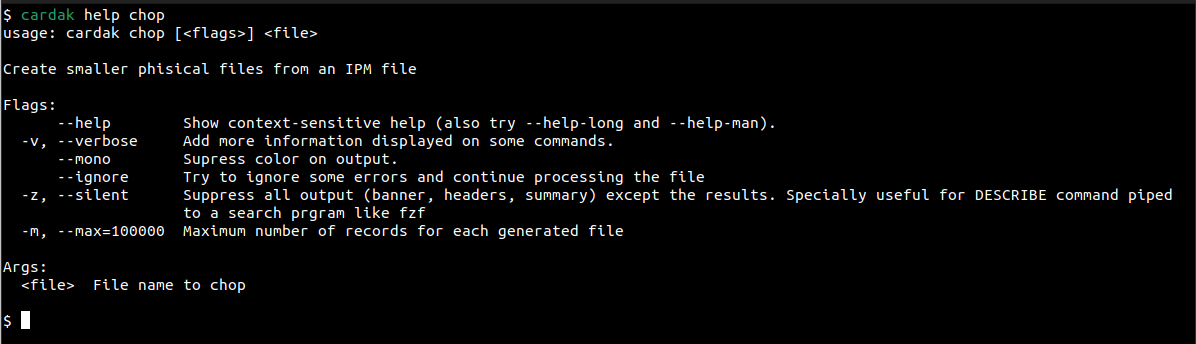 $ cardak help chop
usage: cardak chop [<flags>] <file>
Create smaller phisical files from an IPM file
Flags:
--help Show context-sensitive help (also try --help-long and --help-man).
-v, --verbose Add more information displayed on some commands.
--mono Supress color on output.
--ignore Try to ignore some errors and continue processing the file
-z, --silent Suppress all output (banner, headers, summary) except the results. Specially useful for DESCRIBE command piped
to a search prgram like fzf
-m, --max=100000 Maximum number of records for each generated file
Args:
<file> File name to chop
$